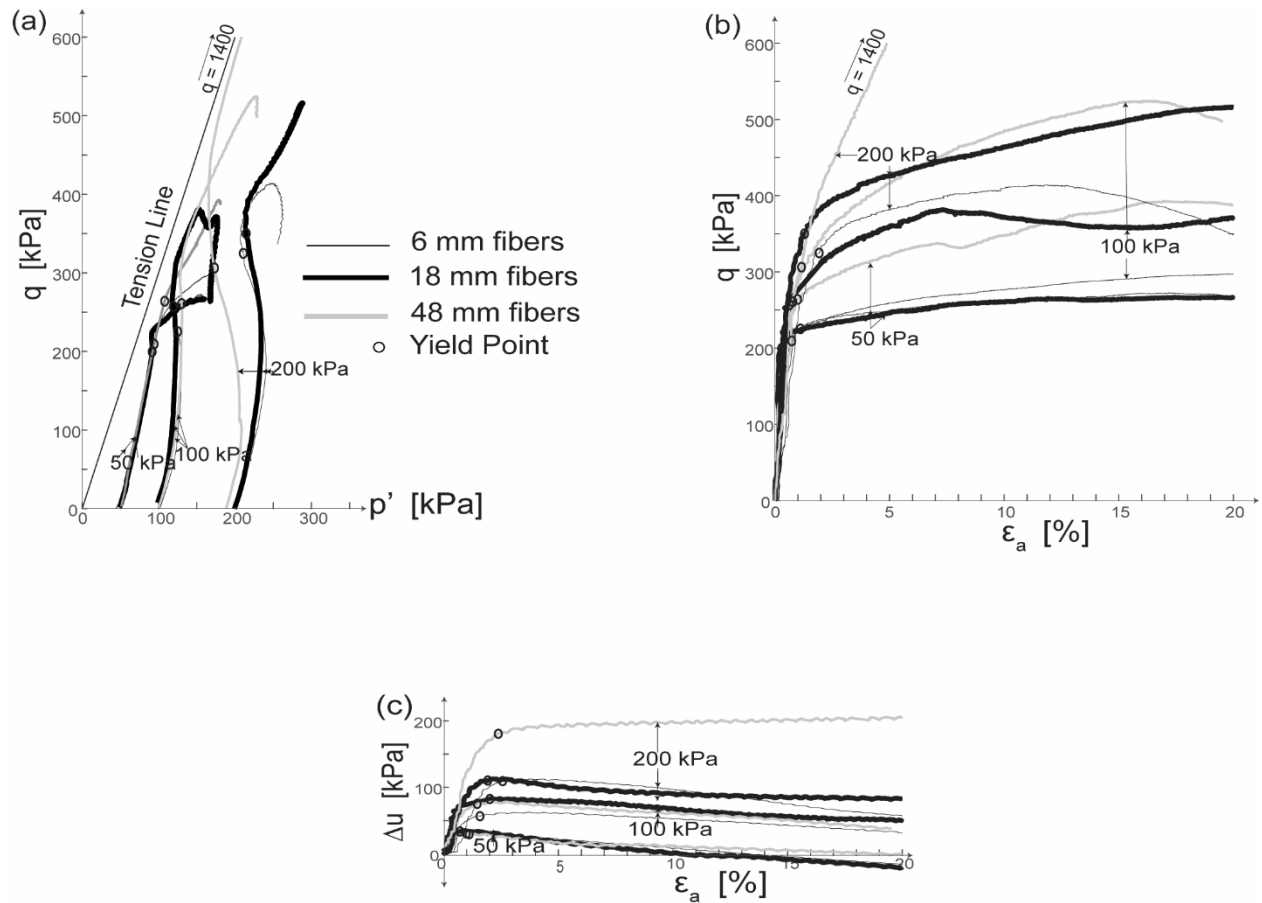 (a)
600
500
400
300
200
100
0
q [kPa]
q = 1400
Tension Line
50 kPa
100 kPa
200 kPa
0
100
200
300
p' [kPa]
6 mm fibers
18 mm fibers
48 mm fibers
Yield Point
(b)
600
500
400
300
200
100
0
q [kPa]
q = 1400
200 kPa
100 kPa
50 kPa
0
5
10
15
20
εa [%]
(c)
200
100
0
Δu [kPa]
200 kPa
100 kPa
50 kPa
0
5
10
15
20
εa [%]